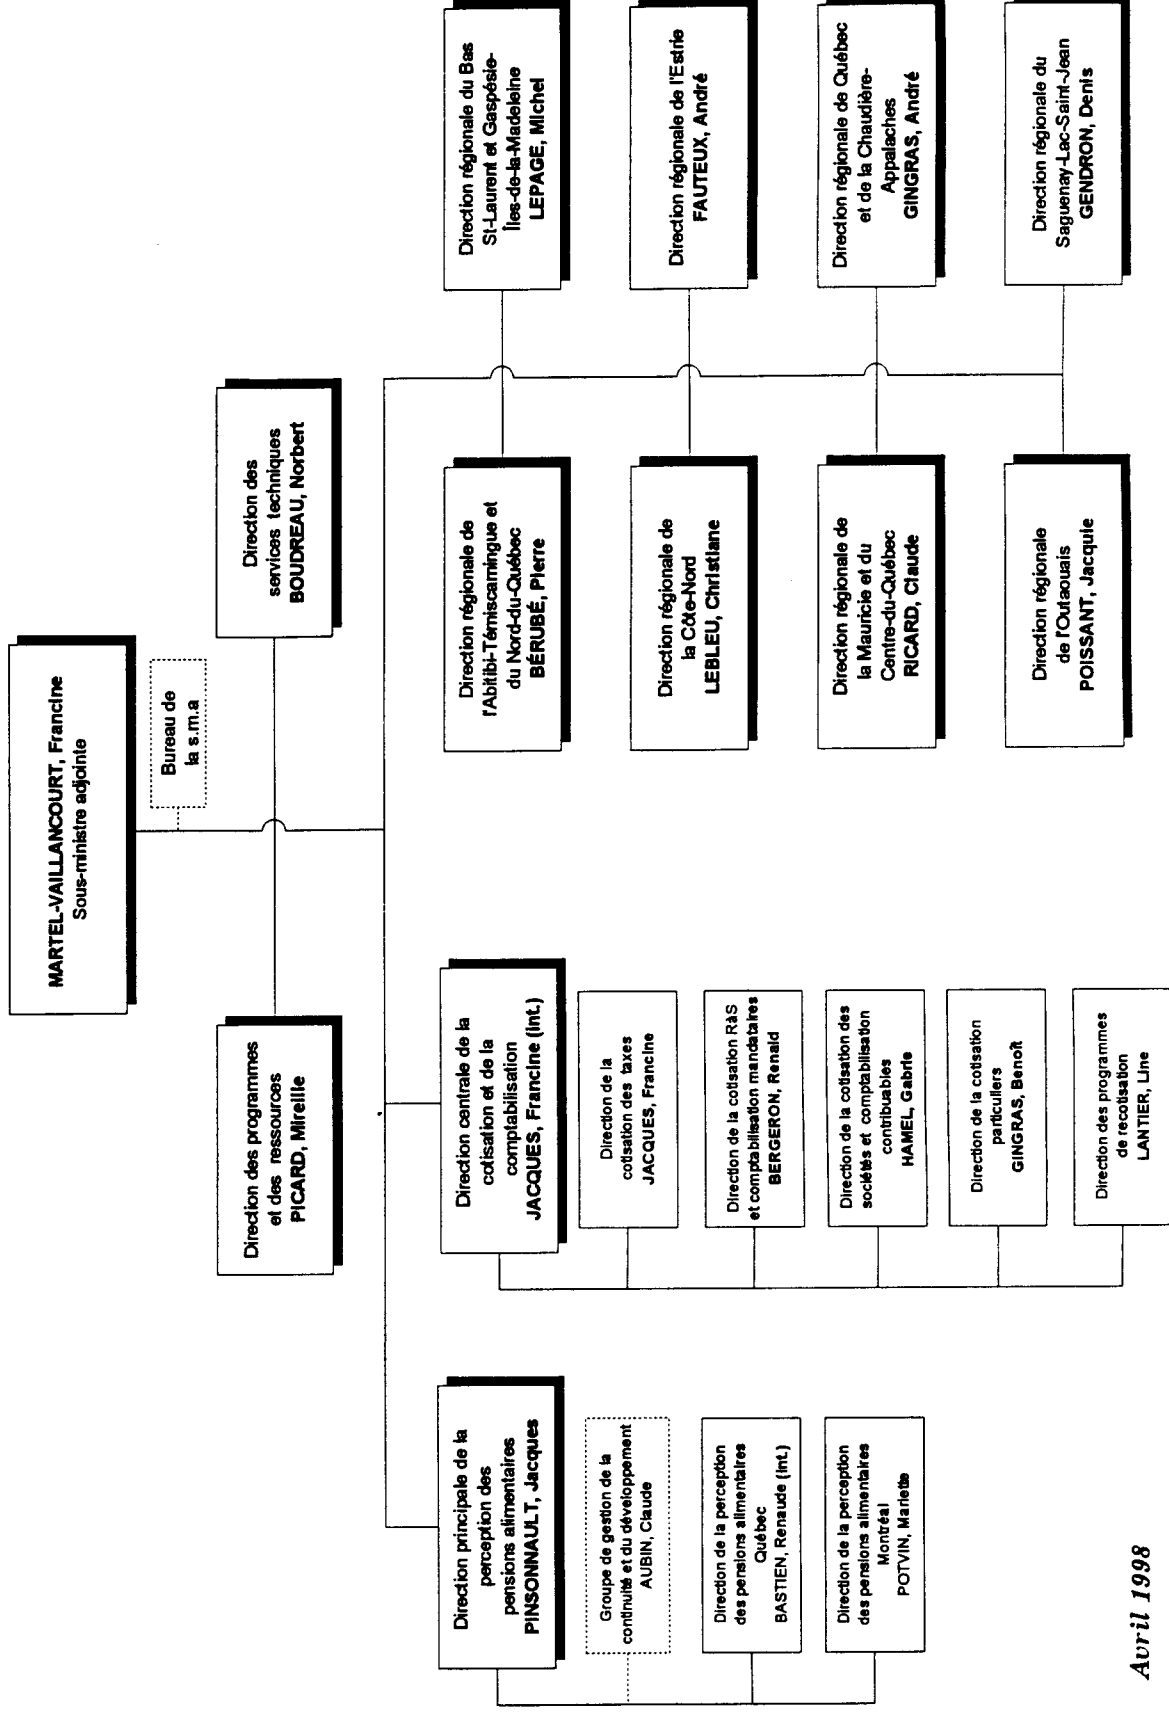 MARTEL-VAILLANCOURT, Francine
Sous-ministre adjointe
Bureau de
la s.m.a
Direction des programmes
et des ressources
PICARD, Mireille
Direction des
services techniques
BOUDREAU, Norbert
Direction principale de la
perception des
pensions alimentaires
PINSONNAULT, Jacques
Groupe de gestion de la
continuité et du développement
AUBIN, Claude
Direction de la perception
des pensions alimentaires
Québec
BASTIEN, Renaude (int.)
Direction de la perception
des pensions alimentaires
Montréal
POTVIN, Mariette
Direction centrale de la
cotisation et de la
comptabilisation
JACQUES, Francine (int.)
Direction de la
cotisation des taxes
JACQUES, Francine
Direction de la cotisation RàS
et comptabilisation mandataires
BERGERON, Renald
Direction de la cotisation des
sociétés et comptabilisation
contribuables
HAMEL, Gabrie
Direction de la cotisation
particuliers
GINGRAS, Benoît
Direction des programmes
de recotisation
LANTIER, Line
Direction régionale de
l'Abitibi-Témiscamingue et
du Nord-du-Québec
BÉRUBÉ, Pierre
Direction régionale du Bas
St-Laurent et Gaspésie-
Îles-de-la-Madeleine
LEPAGE, Michel
Direction régionale de
la Côte-Nord
LEBLEU, Christiane
Direction régionale de l'Estrie
FAUTEUX, André
Direction régionale de
la Mauricie et du
Centre-du-Québec
RICARD, Claude
Direction régionale de Québec
et de la Chaudière-
Appalaches
GINGRAS, André
Direction régionale
de l'Outaouais
POISSANT, Jacquie
Direction régionale du
Saguenay-Lac-Saint-Jean
GENDRON, Denis
Avril 1998